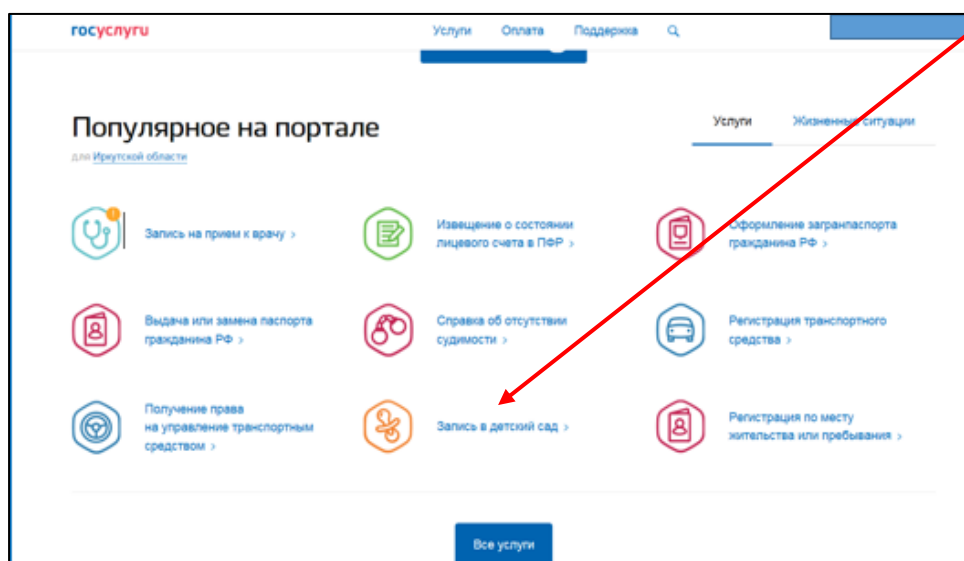 госуслуги
Услуги Оплата Поддержка
Популярное на портале
Услуги Жизненные ситуации
для Иркутской области
Запись на прием к врачу >
Извещение о состоянии
лицевого счета в ПФР >
Оформление загранпаспорта
гражданина РФ >
Выдача или замена паспорта
гражданина РФ >
Справка об отсутствии
судимости >
Регистрация транспортного
средства >
Получение права
на управление транспортным
средством >
Запись в детский сад >
Регистрация по месту
жительства или пребывания >
Все услуги